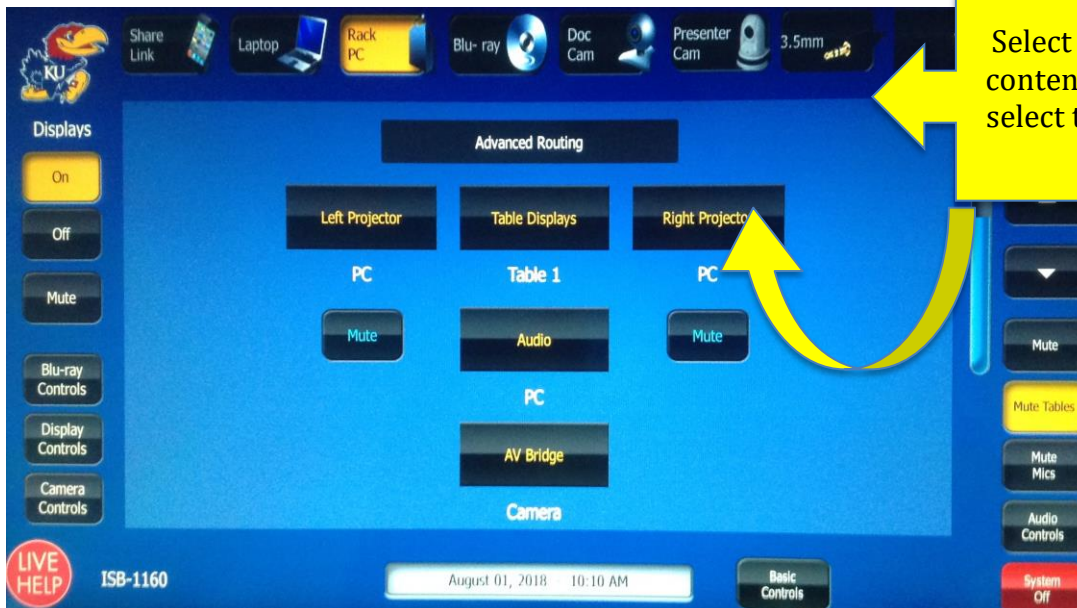 Share
Link
Laptop
Rack
PC
Blu- ray
Doc
Cam
Presenter
Cam
3.5mm
Select
conten
select t
KU
Displays
On
Off
Mute
Blu-ray
Controls
Display
Controls
Camera
Controls
Advanced Routing
Left Projector
Table Displays
Right Projecto
PC
Table 1
PC
Mute
Audio
Mute
PC
AV Bridge
Camera
Mute
Mute Tables
Mute
Mics
Audio
Controls
System
Off
LIVE
HELP
ISB-1160
August 01, 2018 - 10:10 AM
Basic
Controls